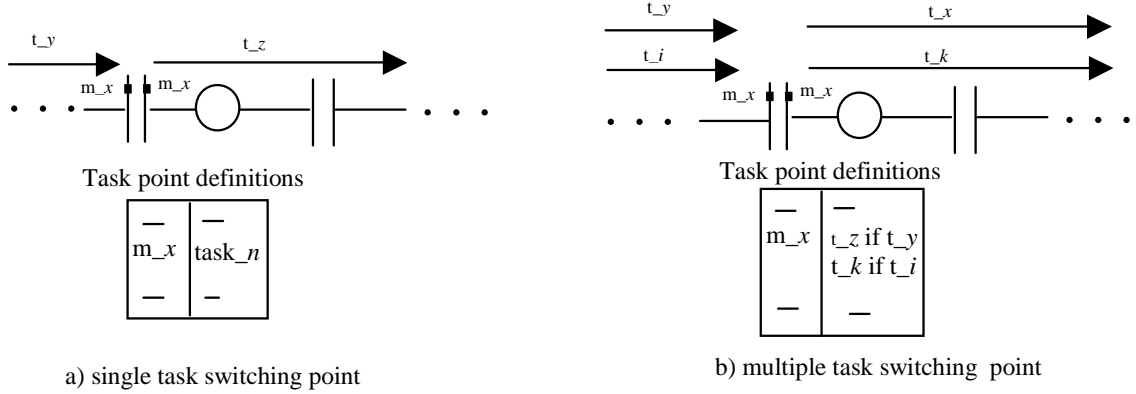 t_y t_z
m_x m_x
Task point definitions
m_x task_n
a) single task switching point
t_y t_x
t_i t_k
m_x m_x
Task point definitions
m_x t_z if t_y
t_k if t_i
b) multiple task switching point